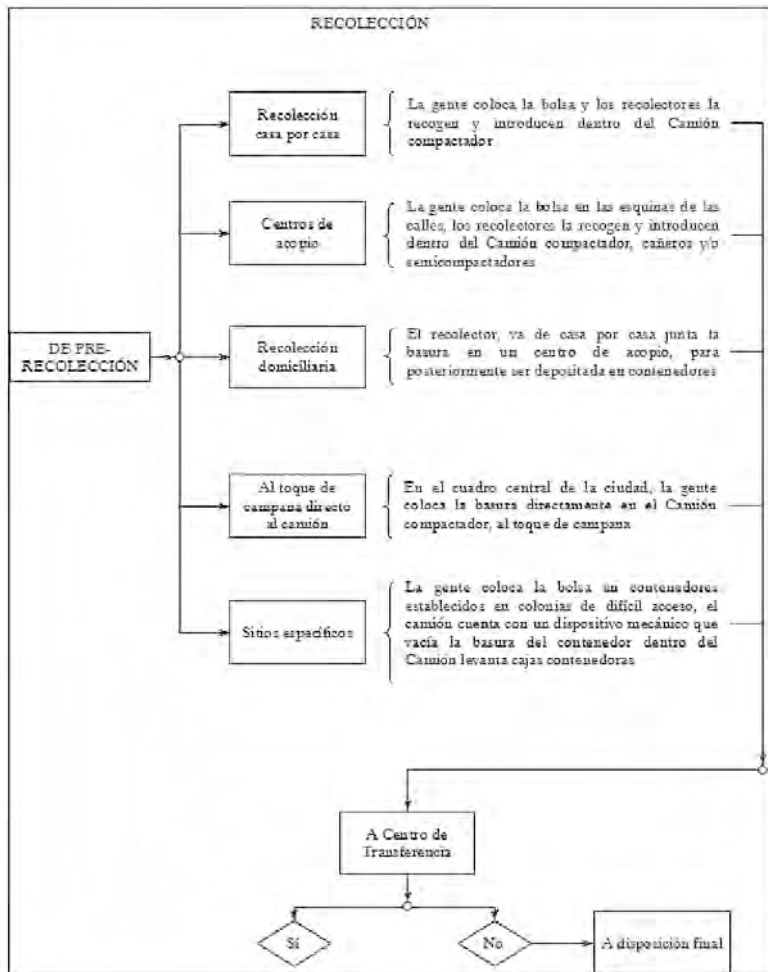 RECOLECCIÓN
Recolección
casa por casa
La gente coloca la bolsa y los recolectores la
recogen y introducen dentro del Camión
compactador
Centros de
acopio
La gente coloca la bolsa en las esquinas de las
calles, los recolectores la recogen y introducen
dentro del Camión compactador, cañeros y/o
semicompactadores
DE PRE-
RECOLECCIÓN
Recolección
domiciliaria
El recolector, va de casa por casa junta la
basura en un centro de acopio, para
posteriormente ser depositada en contenedores
Al toque de
campana directo
al camión
En el cuadro central de la ciudad, la gente
coloca la basura directamente en el Camión
compactador, al toque de campana
Sitios específicos
La gente coloca la bolsa en contenedores
establecidos en colonias de difícil acceso, el
camión cuenta con un dispositivo mecánico que
vacía la basura del contenedor dentro del
Camión levanta cajas contenedoras
A Centro de
Transferencia
Sí
No
A disposición final